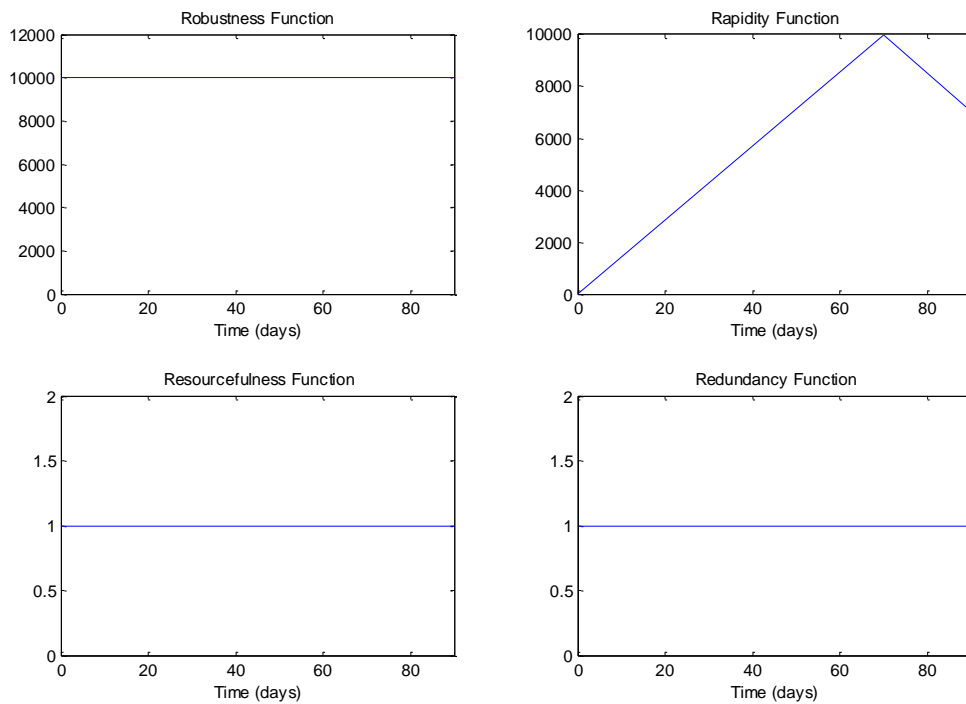 Robustness Function
12000
10000
8000
6000
4000
2000
0
0 20 40 60 80
Time (days)
Rapidity Function
10000
8000
6000
4000
2000
0
0 20 40 60 80
Time (days)
Resourcefulness Function
2
1.5
1
0.5
0
0 20 40 60 80
Time (days)
Redundancy Function
2
1.5
1
0.5
0
0 20 40 60 80
Time (days)